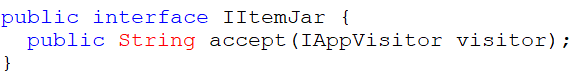 public interface IItemJar {
  public String accept(IAppVisitor visitor);
}